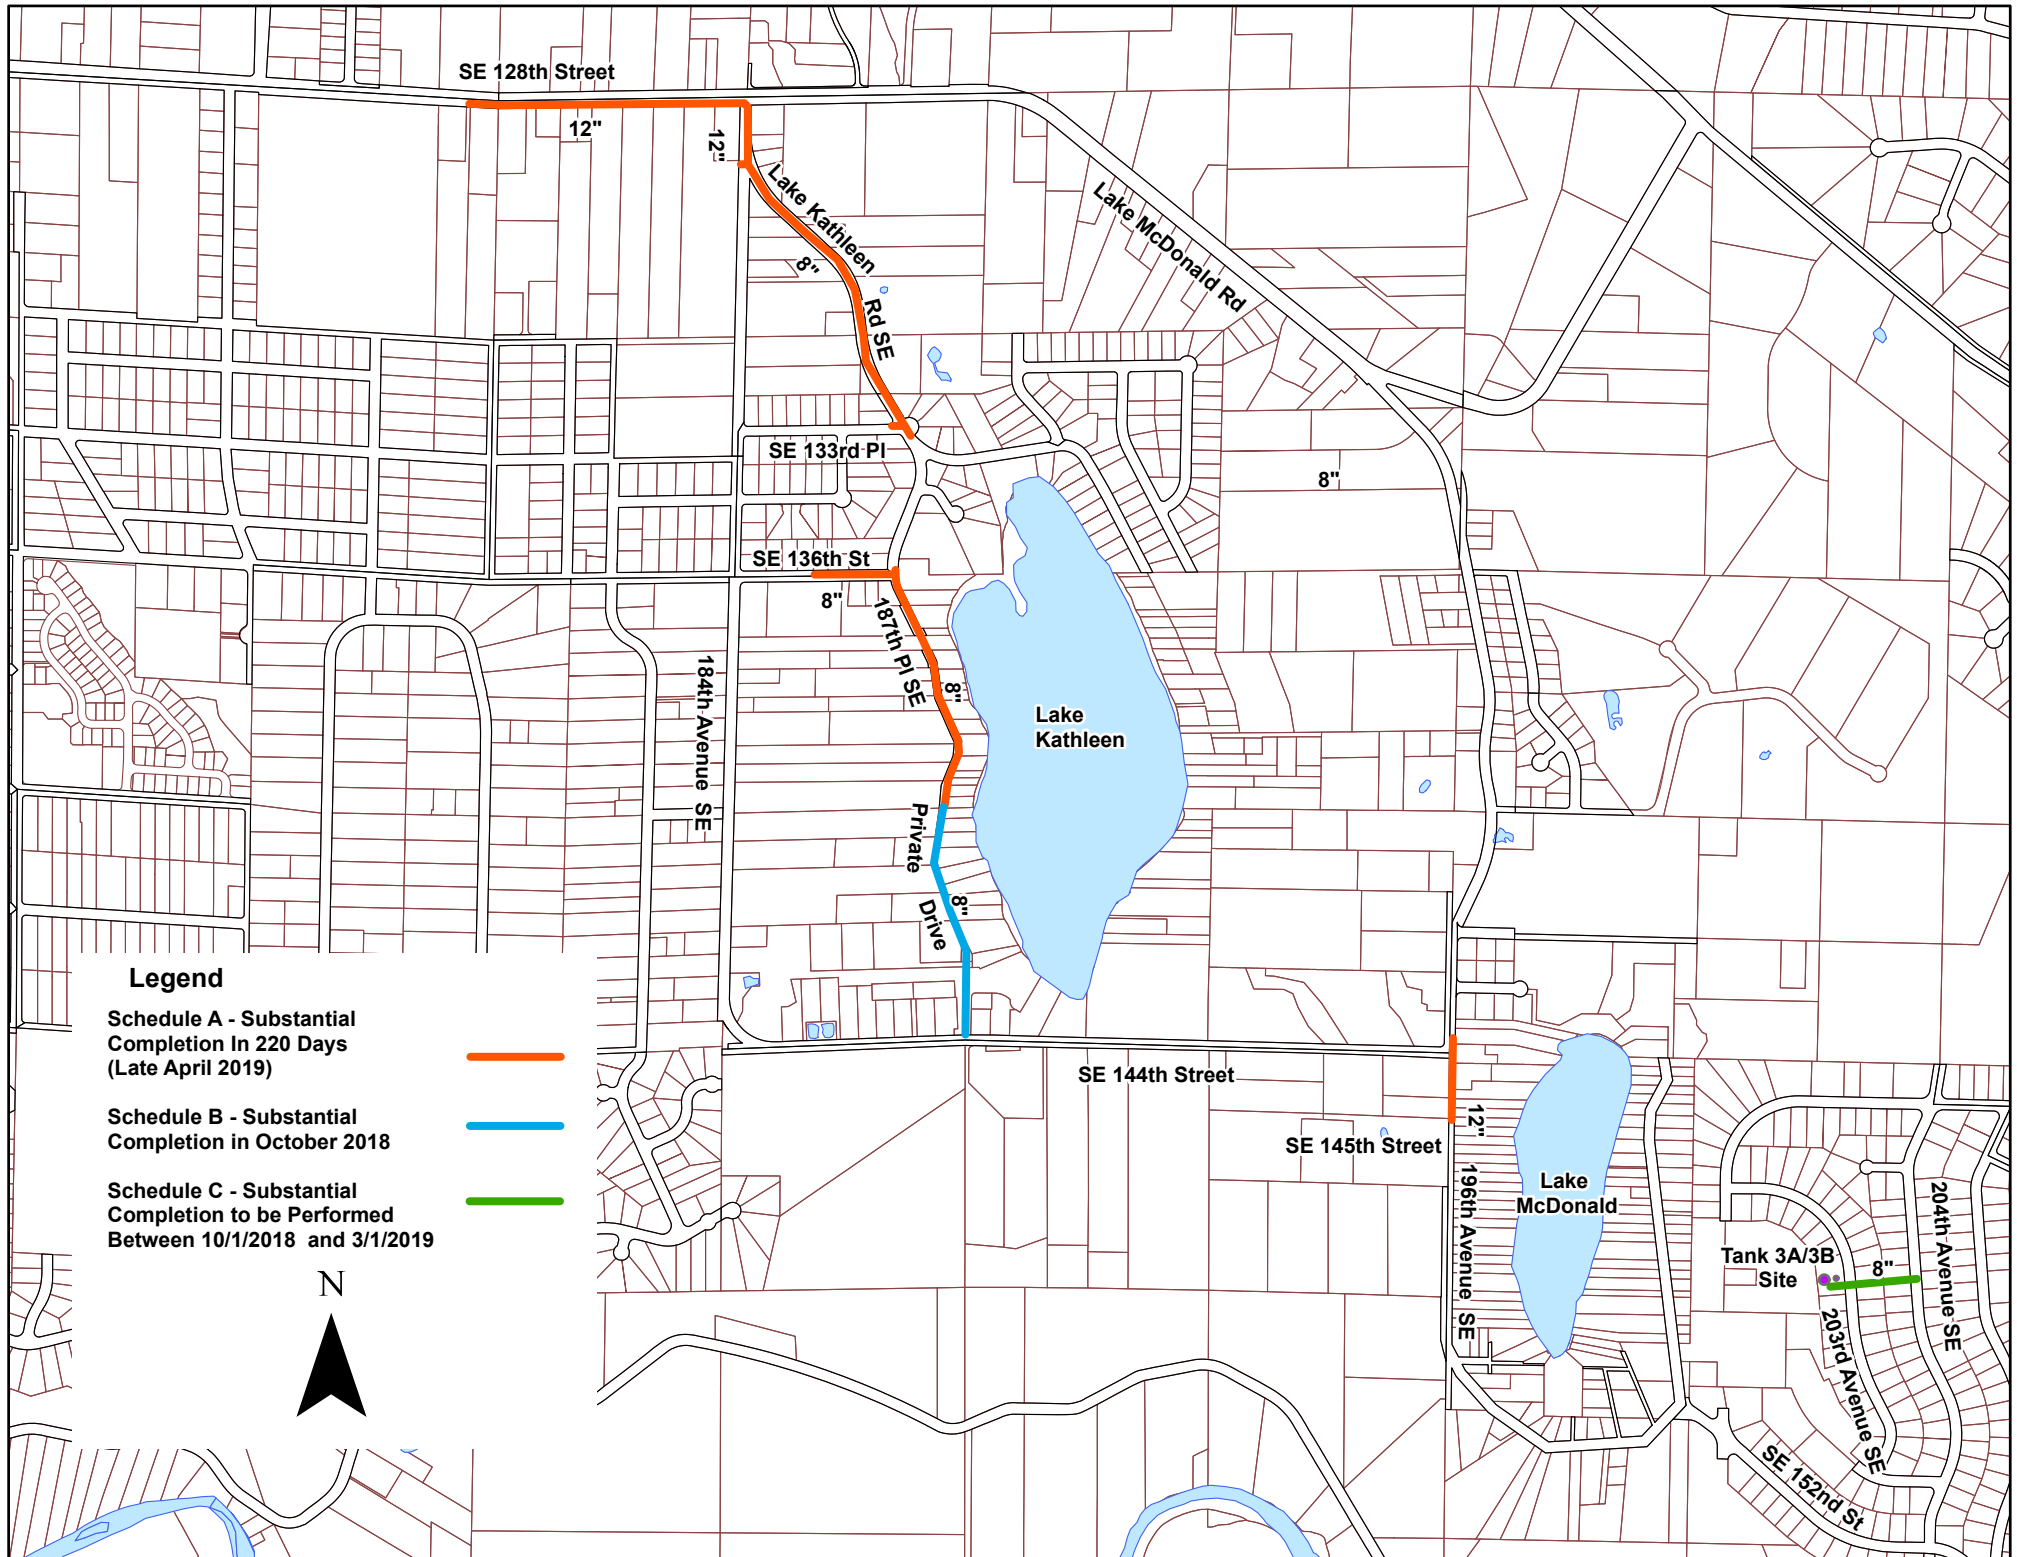 SE 128th Street
12"
12"
Lake Kathleen
Rd SE
8"
Lake McDonald Rd
SE 133rd Pl
8"
SE 136th St
8"
187th Pl SE
8"
184th Avenue SE
Lake
Kathleen
Private
Drive
8"
SE 144th Street
SE 145th Street
12"
196th Avenue SE
Lake
McDonald
Tank 3A/3B
Site
8"
204th Avenue SE
203rd Avenue SE
SE 152nd St
Legend
Schedule A - Substantial
Completion In 220 Days
(Late April 2019)
Schedule B - Substantial
Completion in October 2018
Schedule C - Substantial
Completion to be Performed
Between 10/1/2018 and 3/1/2019
N